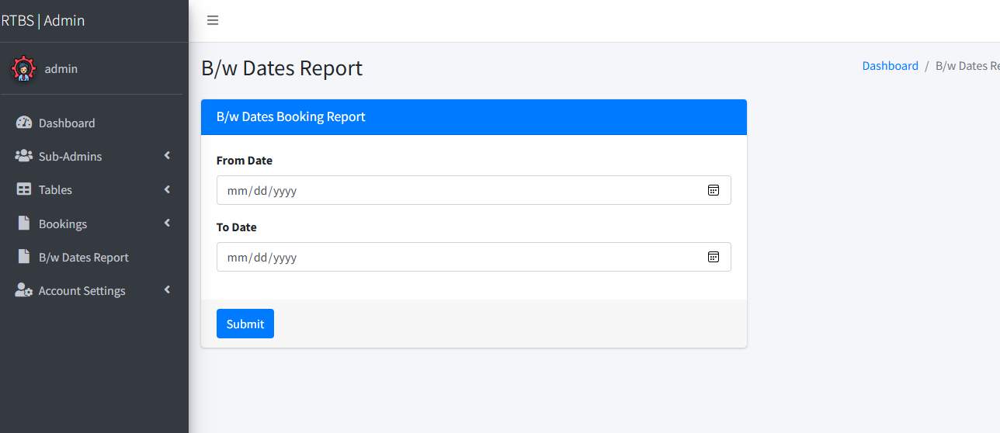 RTBS | Admin
admin
Dashboard
Sub-Admins
Tables
Bookings
B/w Dates Report
Account Settings
B/w Dates Report
Dashboard / B/w Dates Re
B/w Dates Booking Report
From Date
mm/dd/yyyy
To Date
mm/dd/yyyy
Submit